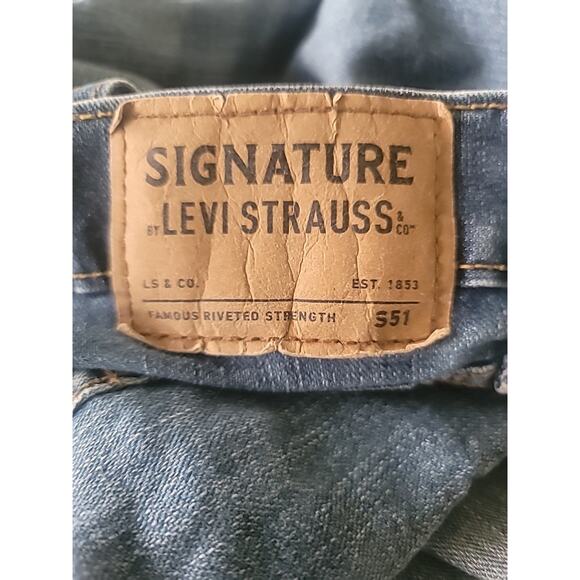 SIGNATURE
BY LEVI STRAUSS & CO™
LS & CO. EST. 1853
FAMOUS RIVETED STRENGTH S51